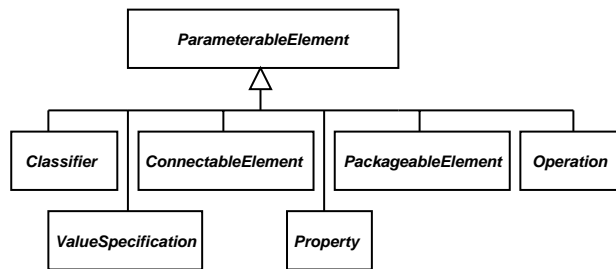 ParameterableElement
Classifier
ConnectableElement
PackageableElement
Operation
ValueSpecification
Property